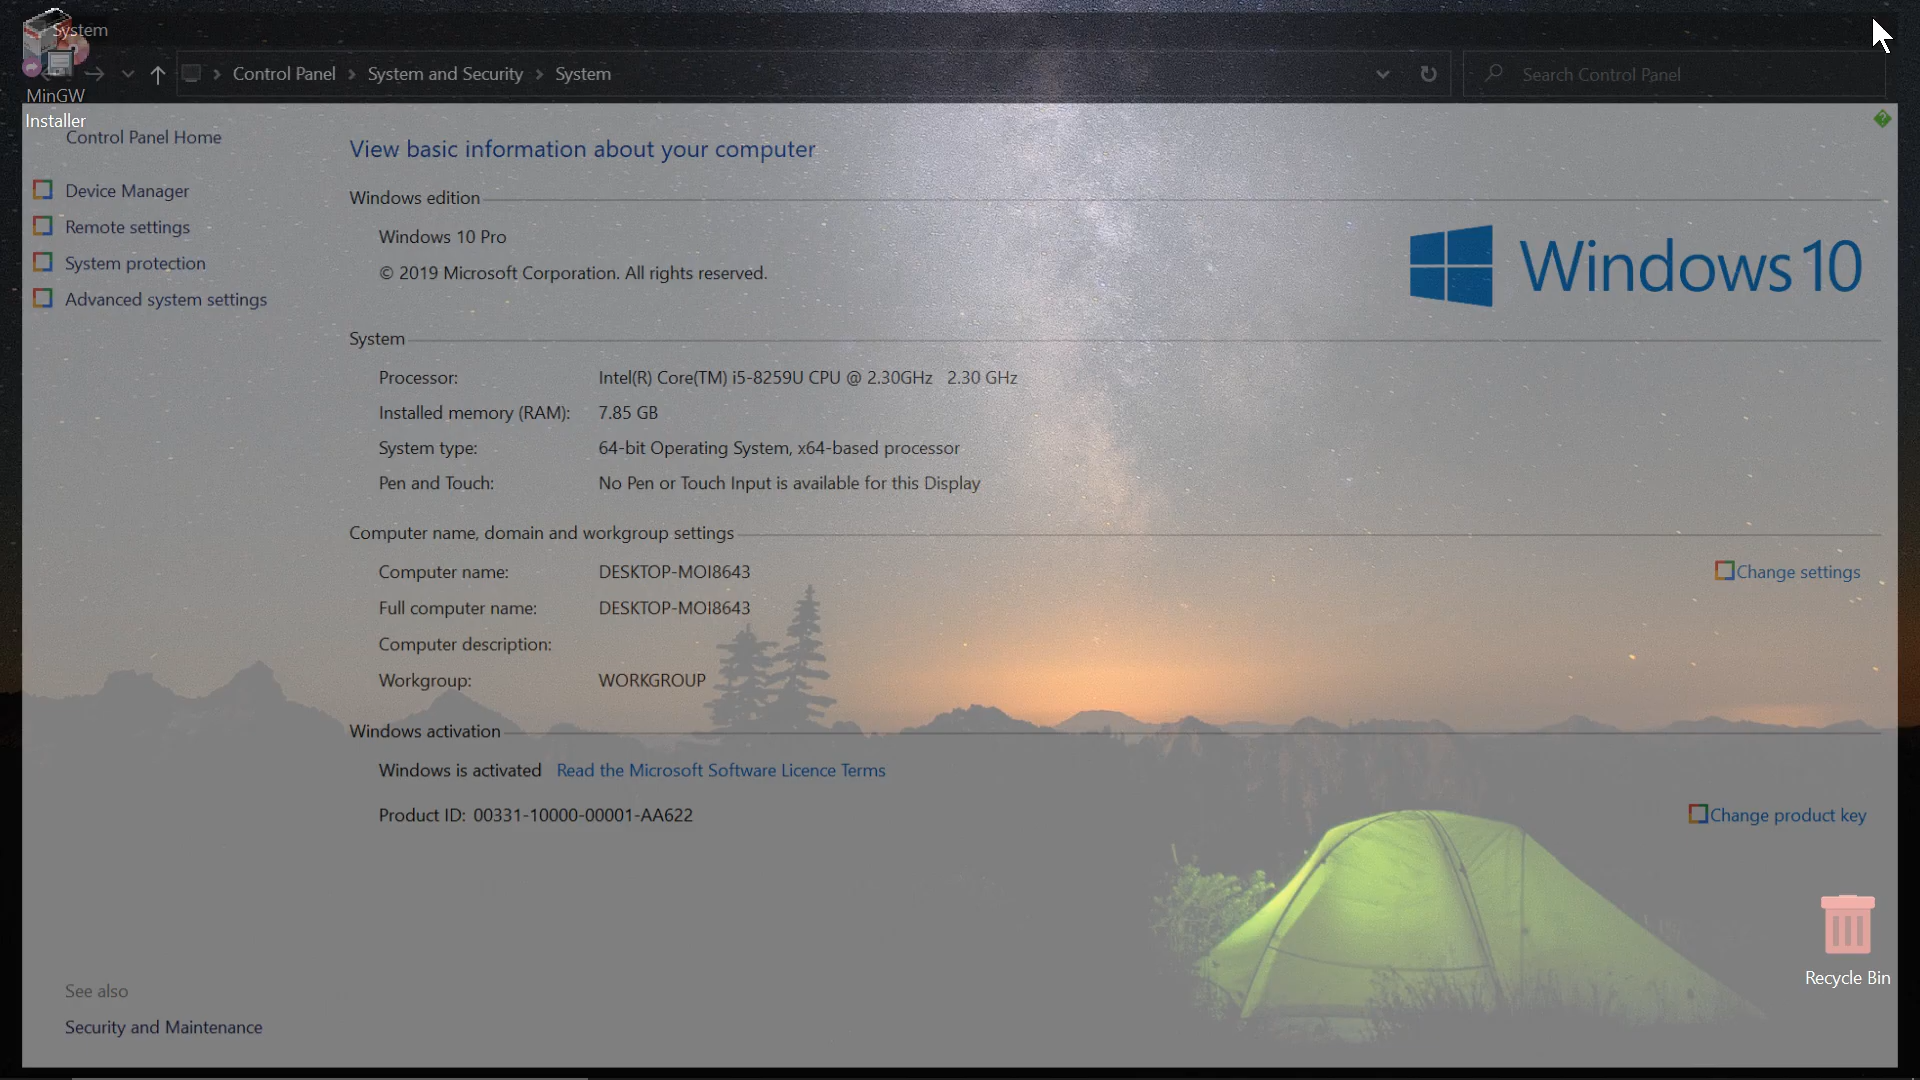 System
Control Panel > System and Security > System
Search Control Panel
MinGW
Installer
Control Panel Home
Device Manager
Remote settings
System protection
Advanced system settings
View basic information about your computer
Windows edition
Windows 10 Pro
© 2019 Microsoft Corporation. All rights reserved.
Windows 10
System
Processor: Intel(R) Core(TM) i5-8259U CPU @ 2.30GHz 2.30 GHz
Installed memory (RAM): 7.85 GB
System type: 64-bit Operating System, x64-based processor
Pen and Touch: No Pen or Touch Input is available for this Display
Computer name, domain and workgroup settings
Computer name: DESKTOP-MOI8643
Change settings
Full computer name: DESKTOP-MOI8643
Computer description:
Workgroup: WORKGROUP
Windows activation
Windows is activated Read the Microsoft Software Licence Terms
Product ID: 00331-10000-00001-AA622
Change product key
Recycle Bin
See also
Security and Maintenance